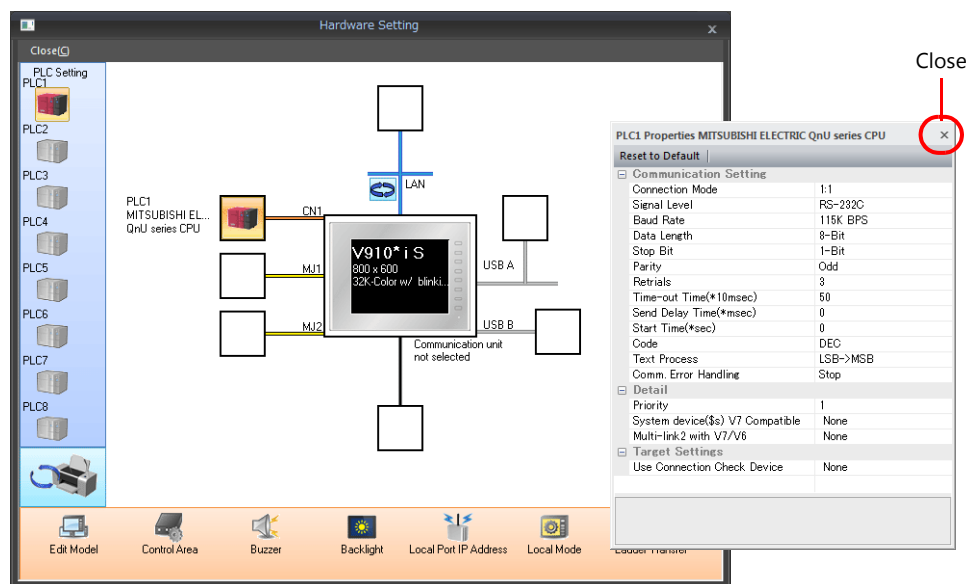 Hardware Setting
x
Close(C)
PLC Setting
PLC1
PLC2
PLC3
PLC4
PLC5
PLC6
PLC7
PLC8
LAN
PLC1
MITSUBISHI EL...
QnU series CPU
CN1
MJ1
MJ2
V910*iS
800 x 600
32K-Color w/ blinki...
USB A
USB B
Communication unit
not selected
Edit Model
Control Area
Buzzer
Backlight
Local Port IP Address
Local Mode
Ladder Transfer
Close
PLC1 Properties MITSUBISHI ELECTRIC QnU series CPU
Reset to Default
Communication Setting
Connection Mode 1:1
Signal Level RS-232C
Baud Rate 115K BPS
Data Length 8-Bit
Stop Bit 1-Bit
Parity Odd
Retrials 3
Time-out Time(*10msec) 50
Send Delay Time(*msec) 0
Start Time(*sec) 0
Code DEC
Text Process LSB->MSB
Comm. Error Handling Stop
Detail
Priority 1
System device($s) V7 Compatible None
Multi-link2 with V7/V6 None
Target Settings
Use Connection Check Device None